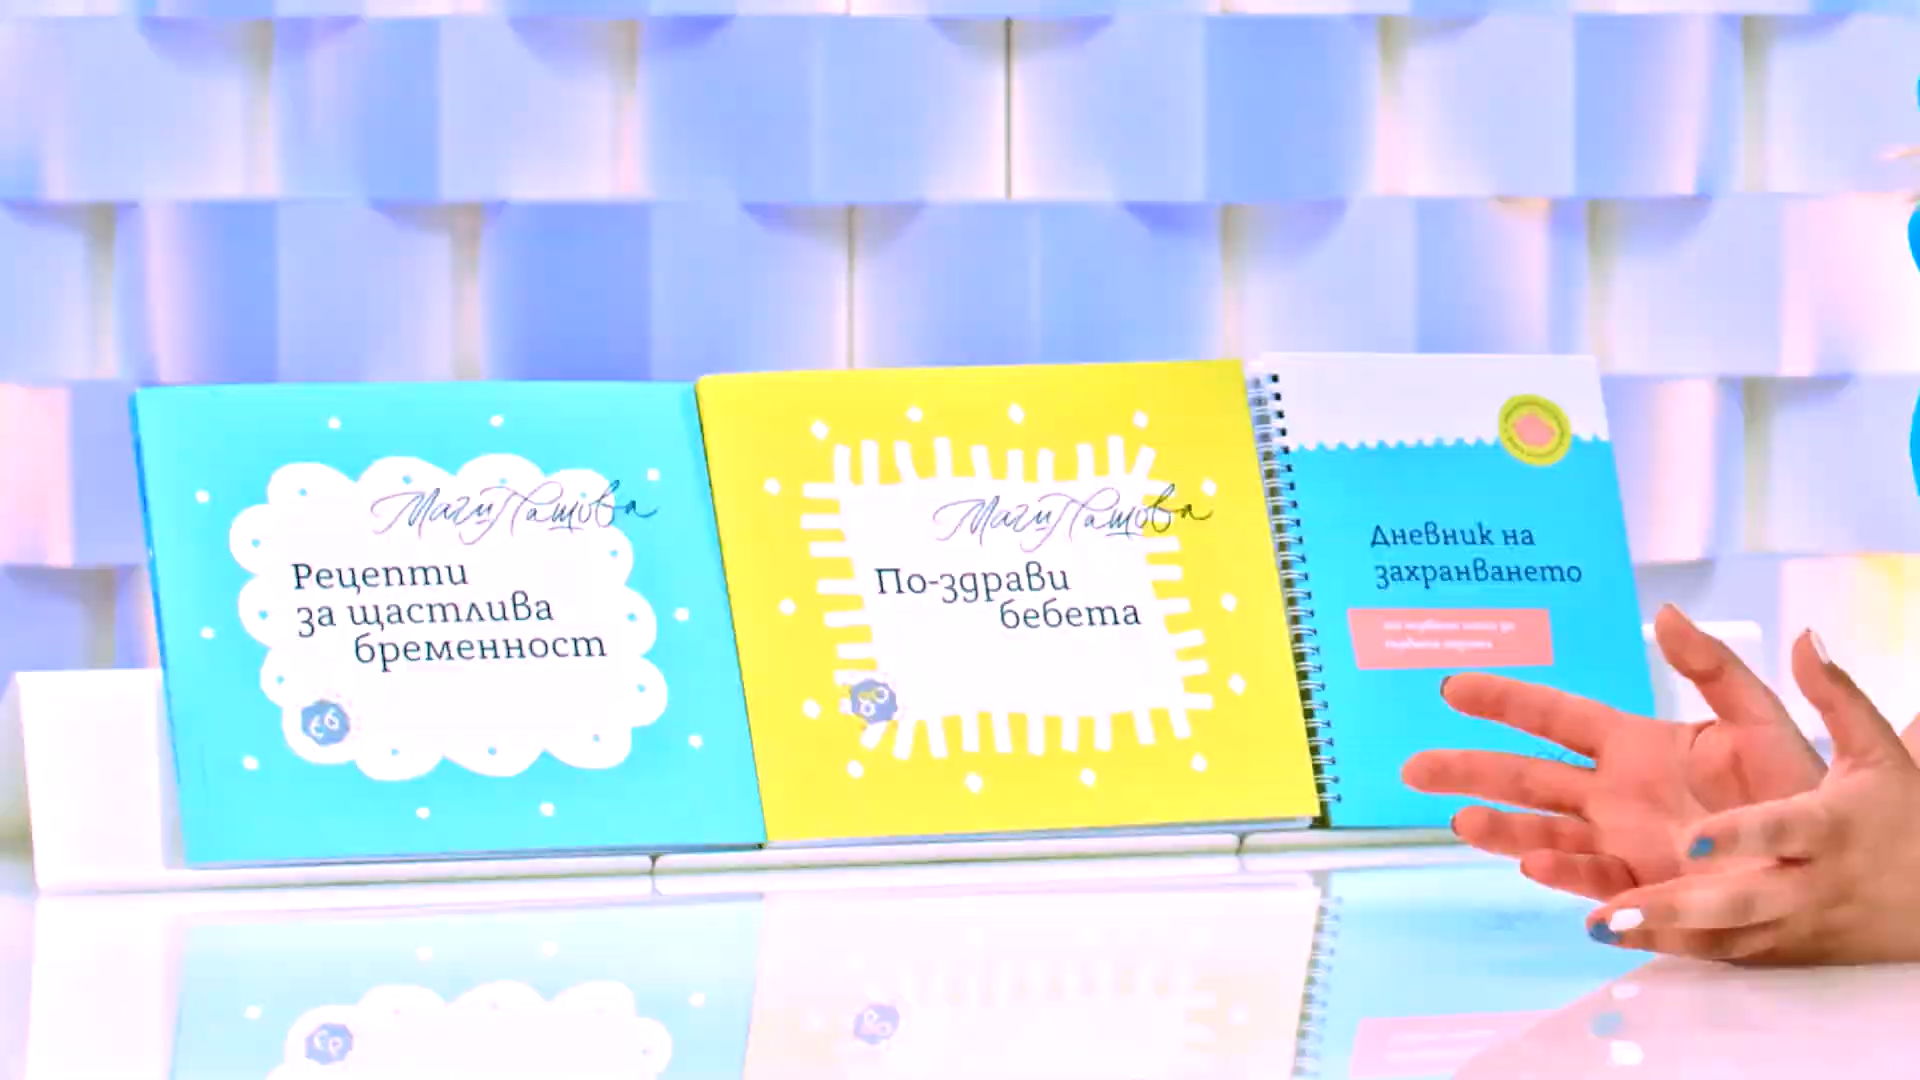 Маги Пашова
Рецепти
за щастлива
бременност
Маги Пашова
По-здрави
бебета
Дневник на
захранването